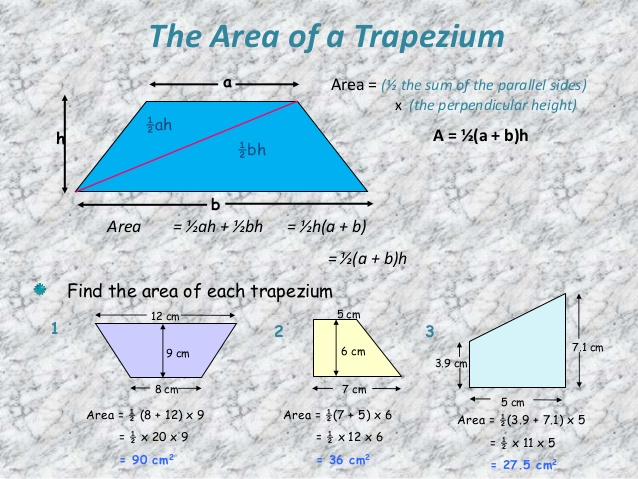 The Area of a Trapezium
a
Area = (½ the sum of the parallel sides)
x (the perpendicular height)
h
½ah
½bh
A = ½(a + b)h
b
Area = ½ah + ½bh = ½h(a + b)
= ½(a + b)h
Find the area of each trapezium
1
12 cm
9 cm
8 cm
Area = ½ (8 + 12) x 9
= ½ x 20 x 9
= 90 cm²
2
5 cm
6 cm
7 cm
Area = ½(7 + 5) x 6
= ½ x 12 x 6
= 36 cm²
3
3.9 cm
7.1 cm
5 cm
Area = ½(3.9 + 7.1) x 5
= ½ x 11 x 5
= 27.5 cm²